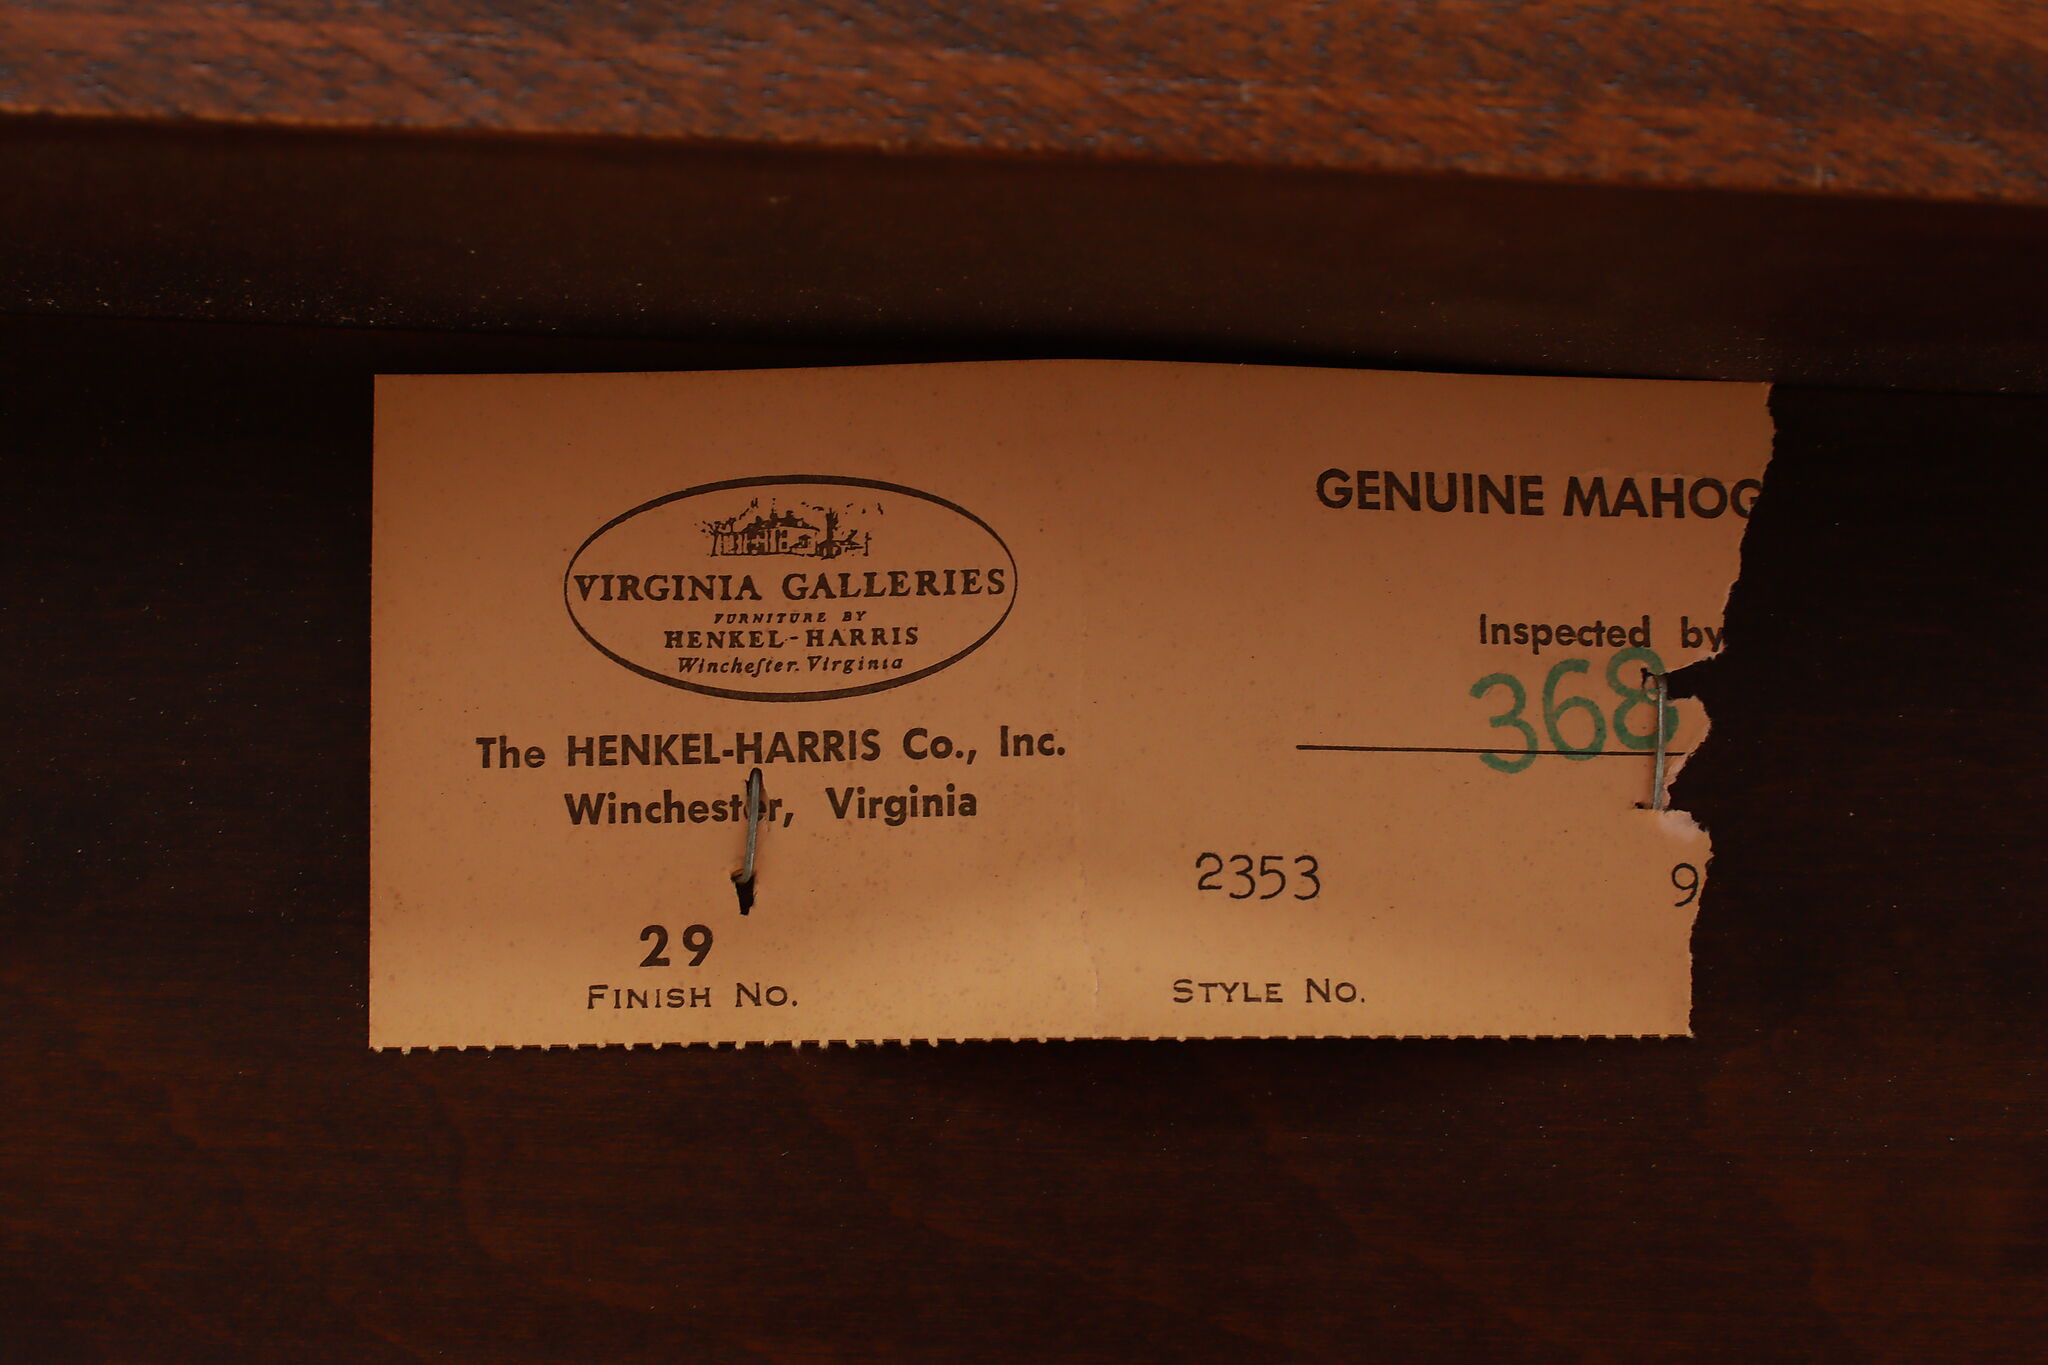 VIRGINIA GALLERIES
FURNITURE BY
HENKEL-HARRIS
Wincheſter. Virginia
The HENKEL-HARRIS Co., Inc.
Winchester, Virginia
29
FINISH NO.
GENUINE MAHOG
Inspected by
368
2353 9
STYLE NO.